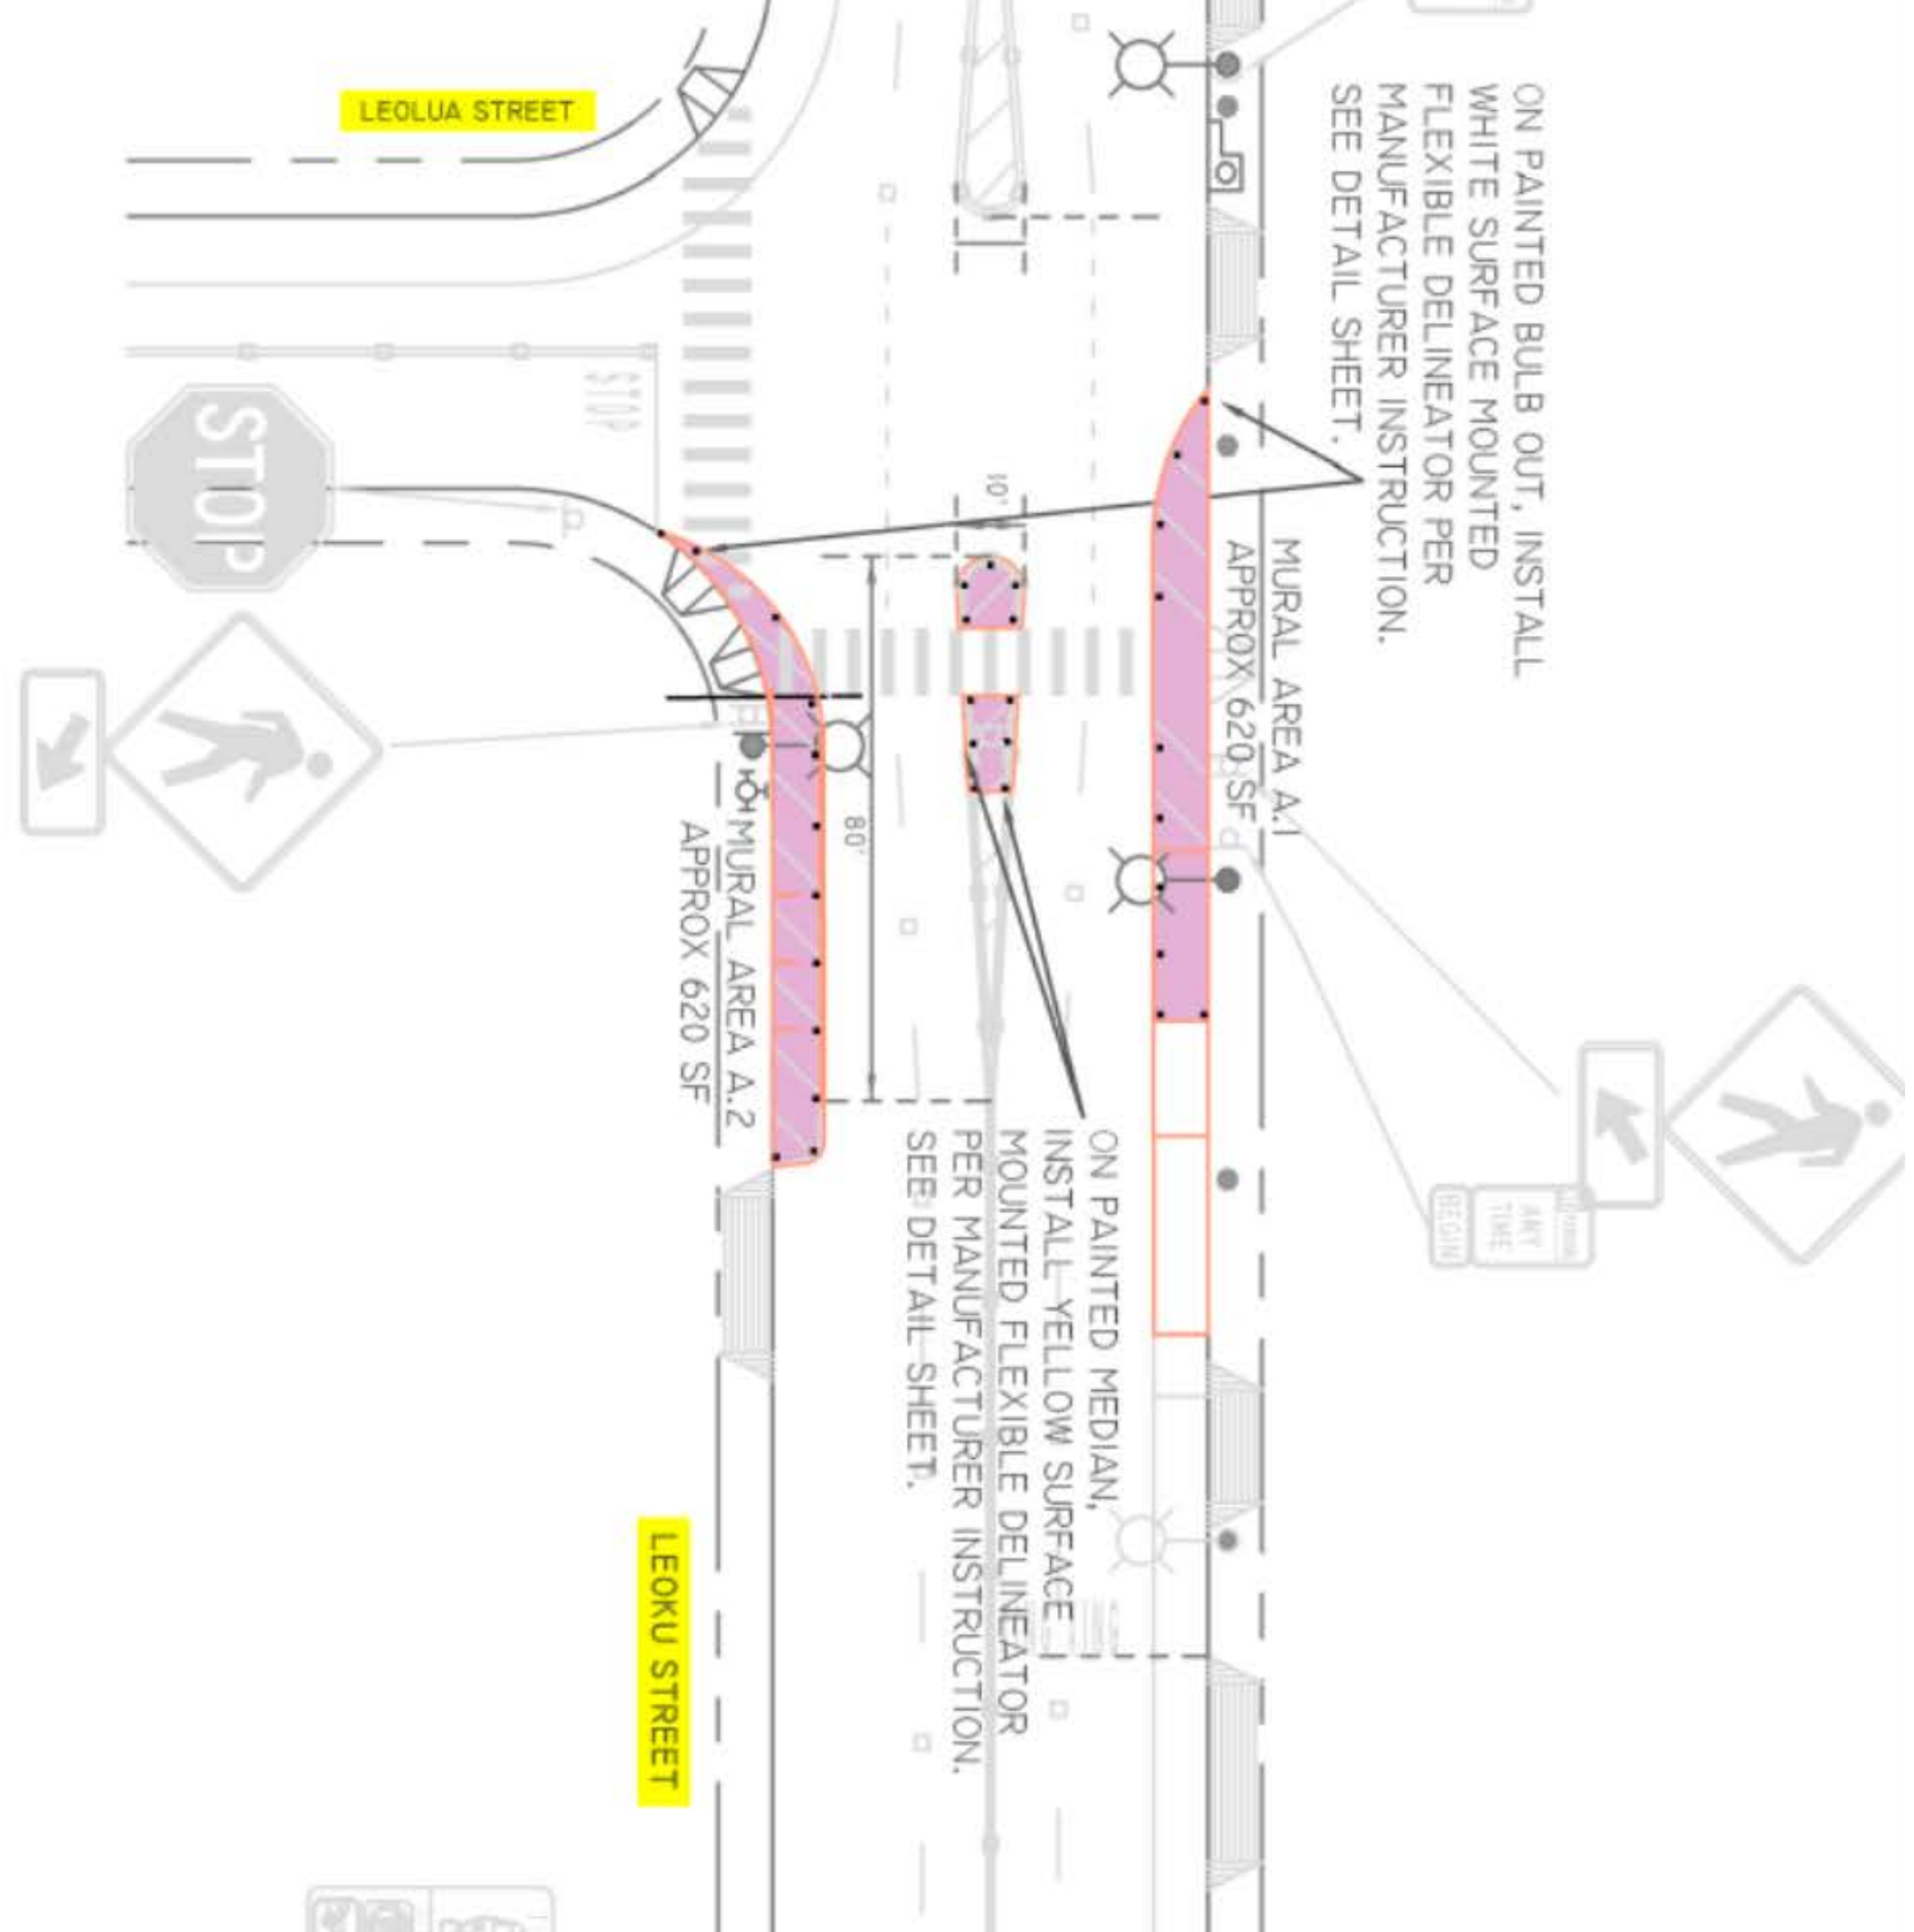 LEOLUA STREET
ON PAINTED BULB OUT, INSTALL
WHITE SURFACE MOUNTED
FLEXIBLE DELINEATOR PER
MANUFACTURER INSTRUCTION.
SEE DETAIL SHEET.
STOP
STOP
10'
MURAL AREA A.1
APPROX 620 SF
80'
MURAL AREA A.2
APPROX 620 SF
ON PAINTED MEDIAN,
INSTALL YELLOW SURFACE
MOUNTED FLEXIBLE DELINEATOR
PER MANUFACTURER INSTRUCTION.
SEE DETAIL SHEET.
ANY
TIME
BEGIN
LEOKU STREET